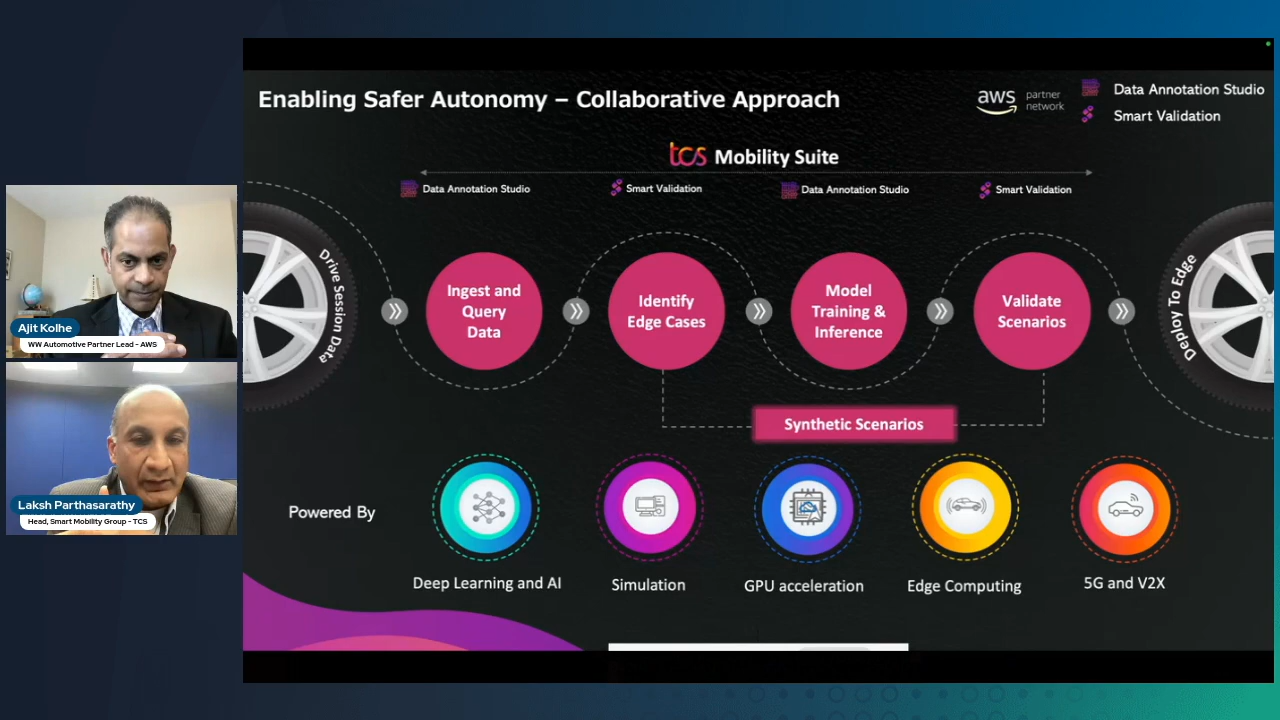 Enabling Safer Autonomy – Collaborative Approach
aws partner network
Data Annotation Studio
Smart Validation
tcs Mobility Suite
Data Annotation Studio
Smart Validation
Data Annotation Studio
Smart Validation
Drive Session Data
Ingest and
Query
Data
Identify
Edge Cases
Model
Training &
Inference
Validate
Scenarios
Deploy To Edge
Synthetic Scenarios
Powered By
Deep Learning and AI
Simulation
GPU acceleration
Edge Computing
5G and V2X
Ajit Kolhe
WW Automotive Partner Lead - AWS
Laksh Parthasarathy
Head, Smart Mobility Group - TCS